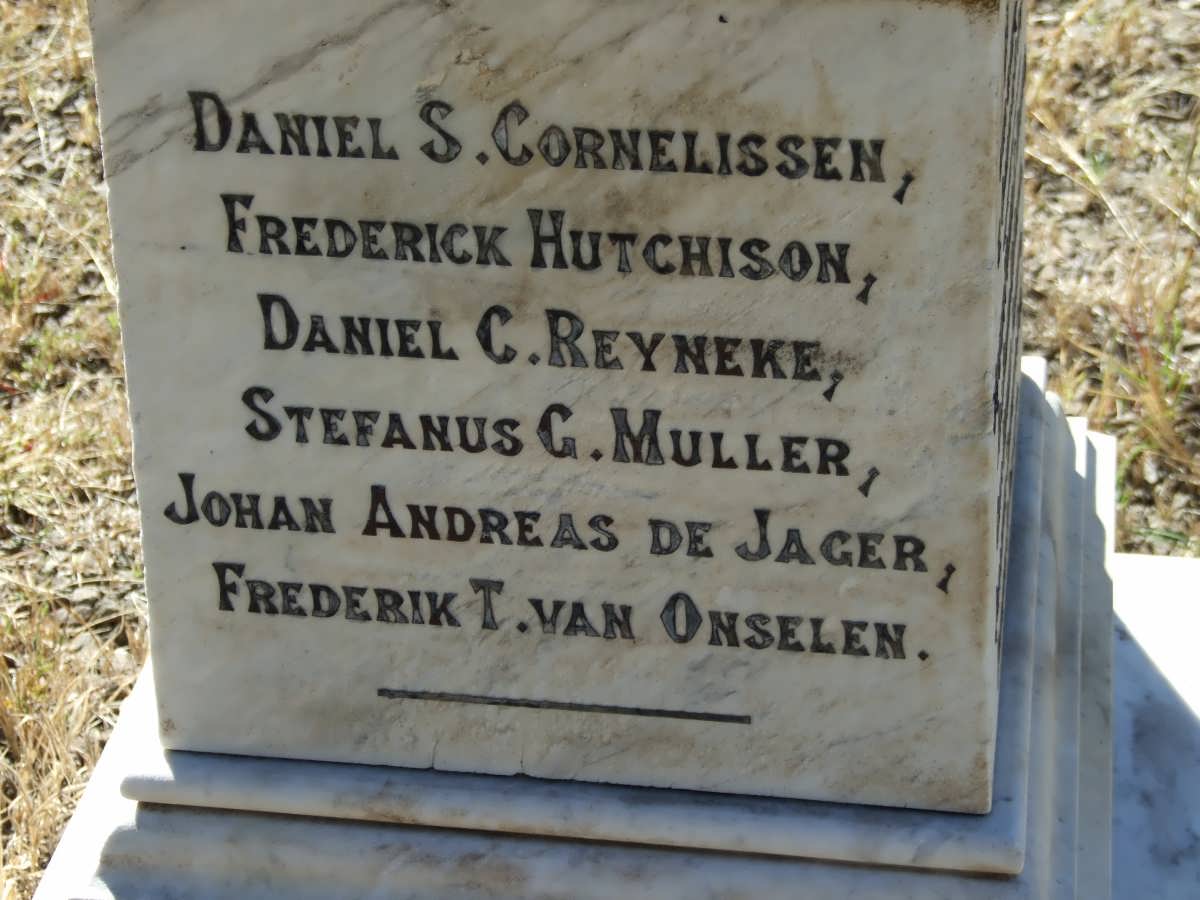 Daniel S. Cornelissen,
Frederick Hutchison,
Daniel C. Reyneke,
Stefanus G. Muller,
Johan Andreas de Jager,
Frederik T. van Onselen.